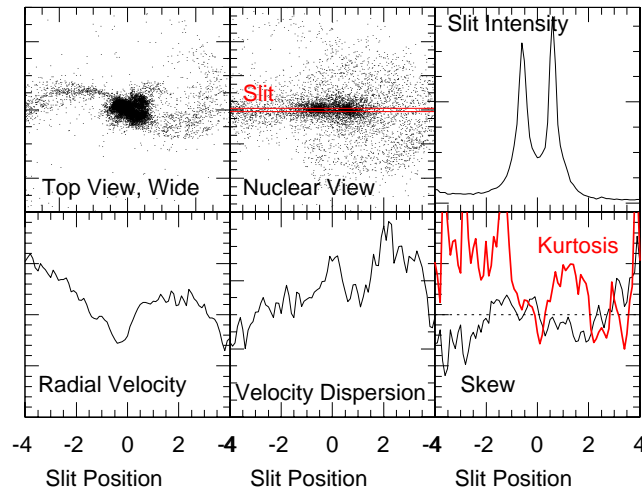 Slit Intensity
Slit
Top View, Wide
Nuclear View
Kurtosis
Radial Velocity
Velocity Dispersion
Skew
-4 -2 0 2 -4 -2 0 2 -4 -2 0 2 4
Slit Position
Slit Position
Slit Position